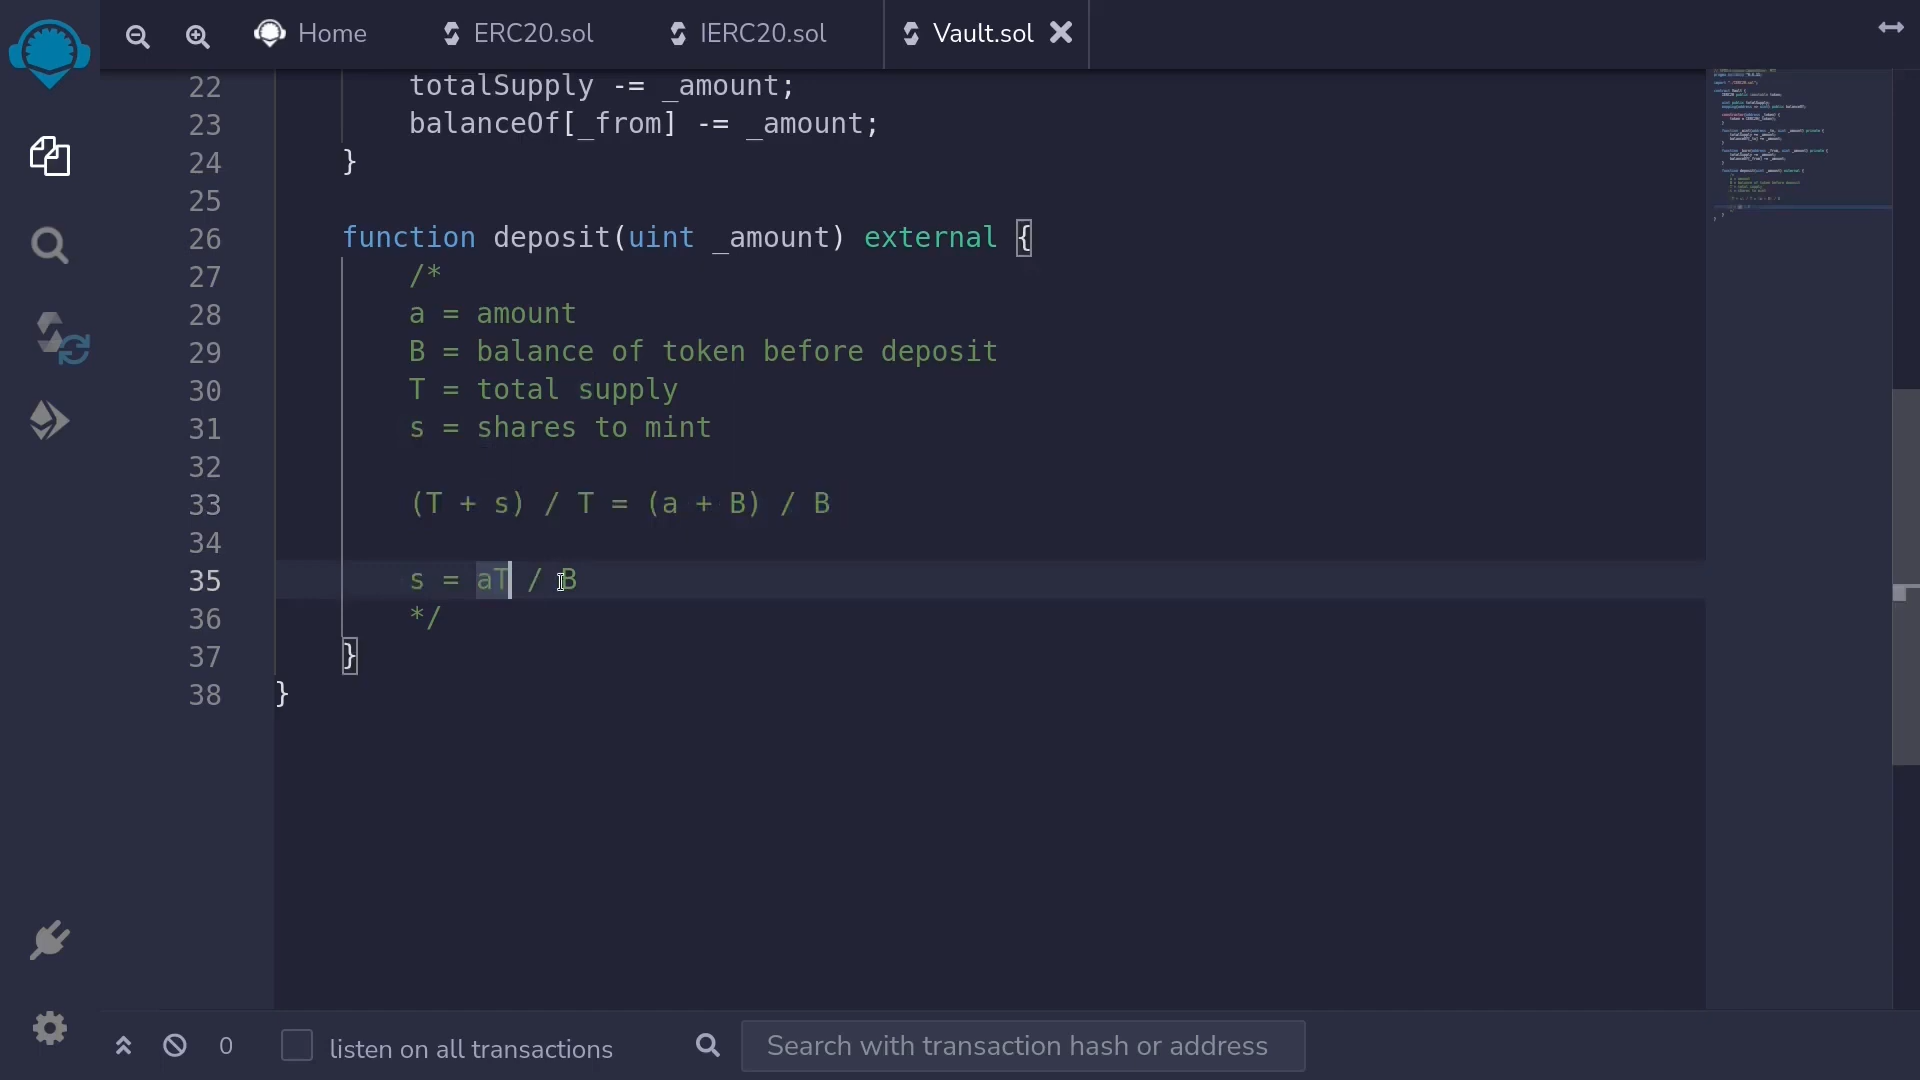 Home
ERC20.sol
IERC20.sol
Vault.sol
22 totalSupply -= _amount;
23 balanceOf[_from] -= _amount;
24 }
25
26 function deposit(uint _amount) external {
27 /*
28 a = amount
29 B = balance of token before deposit
30 T = total supply
31 s = shares to mint
32
33 (T + s) / T = (a + B) / B
34
35 s = aT / B
36 */
37 }
38 }
0
listen on all transactions
Search with transaction hash or address